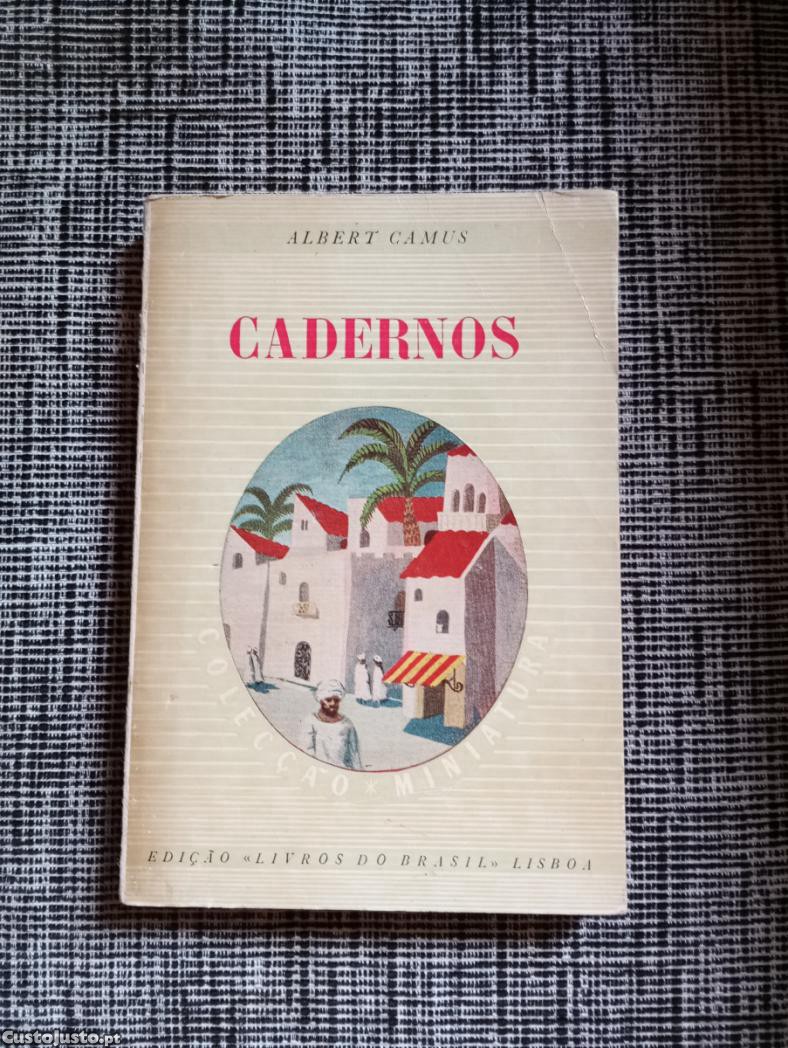 ALBERT CAMUS
CADERNOS
COLECÇÃO * MINIATURA
EDIÇÃO «LIVROS DO BRASIL» LISBOA
CustoJusto.pt